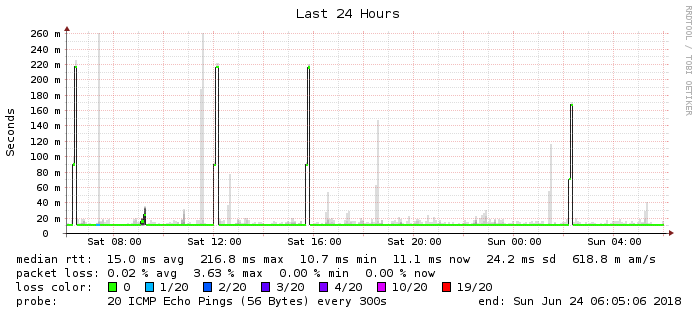 Last 24 Hours
RRDTOOL / TOBI OETIKER
Seconds
260 m
240 m
220 m
200 m
180 m
160 m
140 m
120 m
100 m
80 m
60 m
40 m
20 m
0
Sat 08:00 Sat 12:00 Sat 16:00 Sat 20:00 Sun 00:00 Sun 04:00
median rtt: 15.0 ms avg 216.8 ms max 10.7 ms min 11.1 ms now 24.2 ms sd 618.8 m am/s
packet loss: 0.02 % avg 3.63 % max 0.00 % min 0.00 % now
loss color: 0 1/20 2/20 3/20 4/20 10/20 19/20
probe: 20 ICMP Echo Pings (56 Bytes) every 300s end: Sun Jun 24 06:05:06 2018